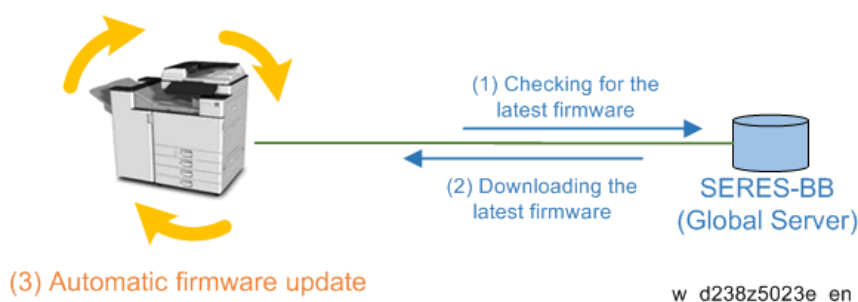 (1) Checking for the
latest firmware
(2) Downloading the
latest firmware
SERES-BB
(Global Server)
(3) Automatic firmware update
w_d238z5023e_en